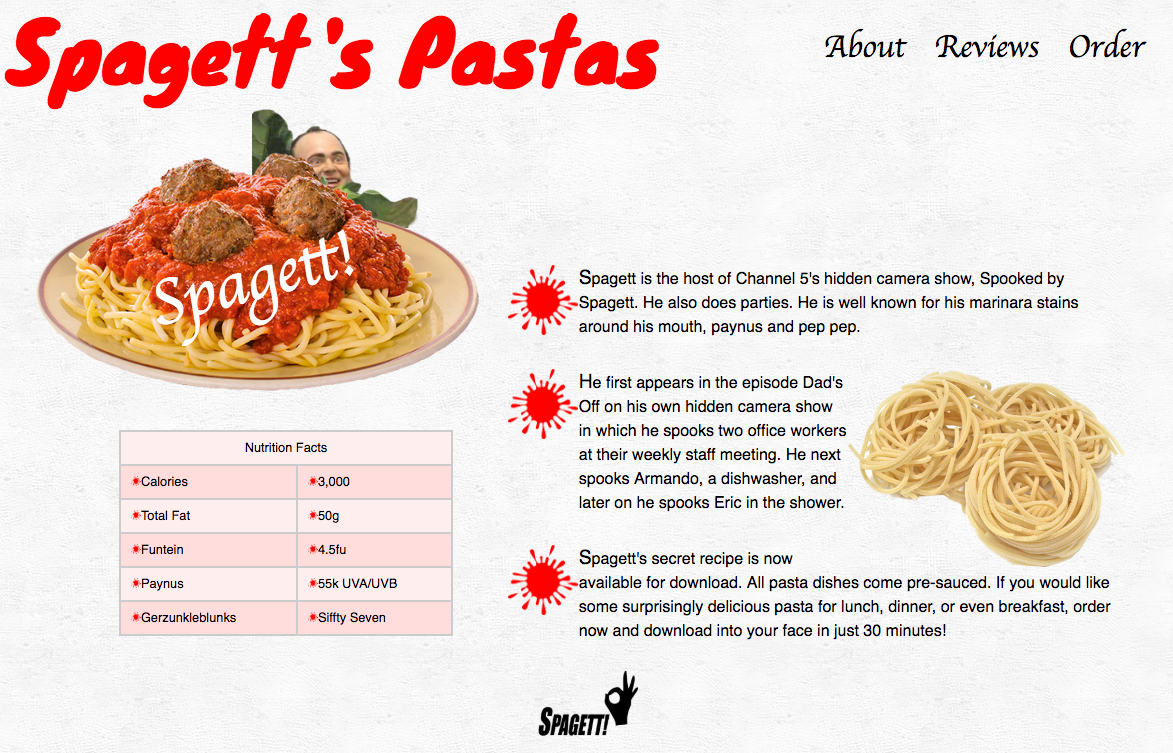 Spagett's Pastas
About Reviews Order
Spagett!
Spagett is the host of Channel 5's hidden camera show, Spooked by
Spagett. He also does parties. He is well known for his marinara stains
around his mouth, paynus and pep pep.
He first appears in the episode Dad's
Off on his own hidden camera show
in which he spooks two office workers
at their weekly staff meeting. He next
spooks Armando, a dishwasher, and
later on he spooks Eric in the shower.
Spagett's secret recipe is now
available for download. All pasta dishes come pre-sauced. If you would like
some surprisingly delicious pasta for lunch, dinner, or even breakfast, order
now and download into your face in just 30 minutes!
Nutrition Facts
Calories 3,000
Total Fat 50g
Funtein 4.5fu
Paynus 55k UVA/UVB
Gerzunkleblunks Siffty Seven
SPAGETT!